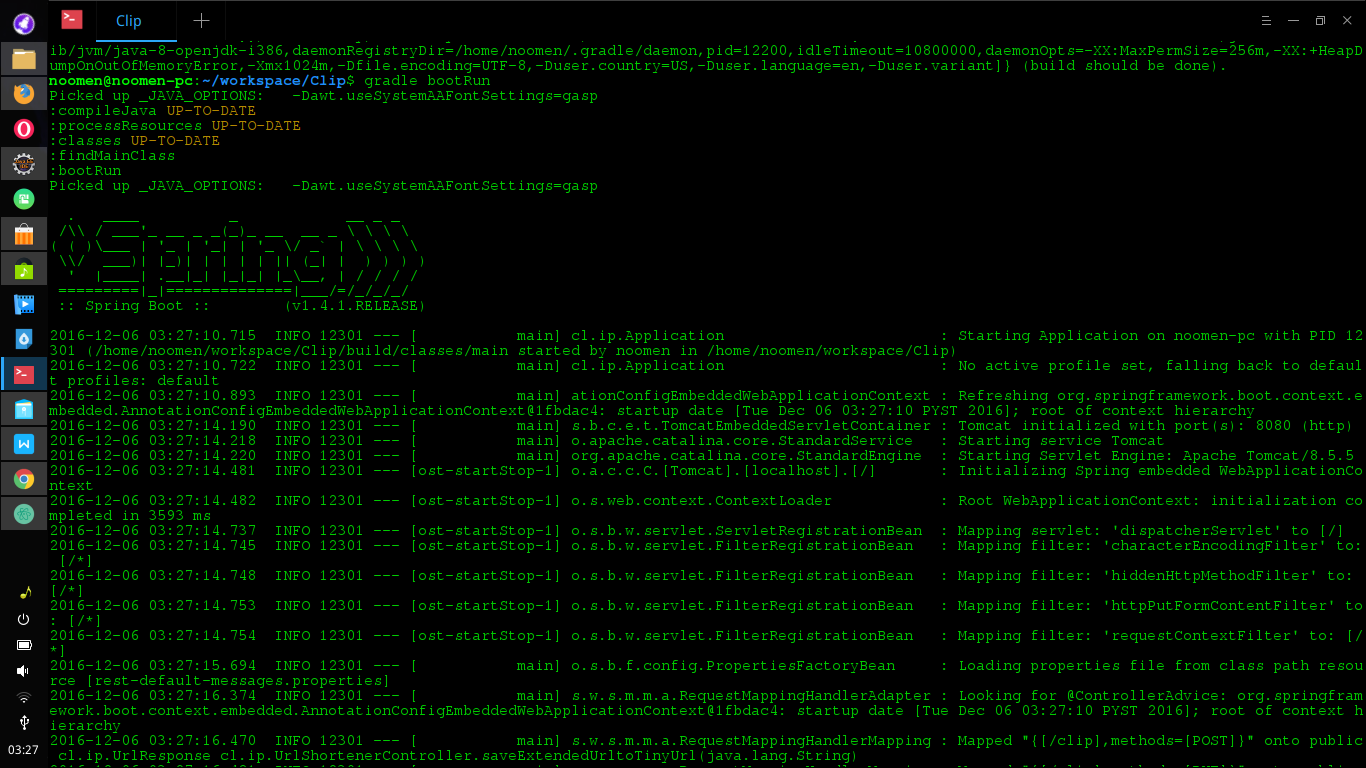 Clip
ib/jvm/java-8-openjdk-i386,daemonRegistryDir=/home/noomen/.gradle/daemon,pid=12200,idleTimeout=10800000,daemonOpts=-XX:MaxPermSize=256m,-XX:+HeapD
umpOnOutOfMemoryError,-Xmx1024m,-Dfile.encoding=UTF-8,-Duser.country=US,-Duser.language=en,-Duser.variant]} (build should be done).
noomen@noomen-pc:~/workspace/Clip$ gradle bootRun
Picked up _JAVA_OPTIONS:   -Dawt.useSystemAAFontSettings=gasp
:compileJava UP-TO-DATE
:processResources UP-TO-DATE
:classes UP-TO-DATE
:findMainClass
:bootRun
Picked up _JAVA_OPTIONS:   -Dawt.useSystemAAFontSettings=gasp
Spring
:: Spring Boot ::        (v1.4.1.RELEASE)
2016-12-06 03:27:10.715  INFO 12301 --- [           main] cl.ip.Application                        : Starting Application on noomen-pc with PID 12
301 (/home/noomen/workspace/Clip/build/classes/main started by noomen in /home/noomen/workspace/Clip)
2016-12-06 03:27:10.722  INFO 12301 --- [           main] cl.ip.Application                        : No active profile set, falling back to defaul
t profiles: default
2016-12-06 03:27:10.893  INFO 12301 --- [           main] ationConfigEmbeddedWebApplicationContext : Refreshing org.springframework.boot.context.e
mbedded.AnnotationConfigEmbeddedWebApplicationContext@1fbdac4: startup date [Tue Dec 06 03:27:10 PYST 2016]; root of context hierarchy
2016-12-06 03:27:14.190  INFO 12301 --- [           main] s.b.c.e.t.TomcatEmbeddedServletContainer : Tomcat initialized with port(s): 8080 (http)
2016-12-06 03:27:14.218  INFO 12301 --- [           main] o.apache.catalina.core.StandardService   : Starting service Tomcat
2016-12-06 03:27:14.220  INFO 12301 --- [           main] org.apache.catalina.core.StandardEngine  : Starting Servlet Engine: Apache Tomcat/8.5.5
2016-12-06 03:27:14.481  INFO 12301 --- [ost-startStop-1] o.a.c.c.C.[Tomcat].[localhost].[/]       : Initializing Spring embedded WebApplicationCo
ntext
2016-12-06 03:27:14.482  INFO 12301 --- [ost-startStop-1] o.s.web.context.ContextLoader            : Root WebApplicationContext: initialization co
mpleted in 3593 ms
2016-12-06 03:27:14.737  INFO 12301 --- [ost-startStop-1] o.s.b.w.servlet.ServletRegistrationBean  : Mapping servlet: 'dispatcherServlet' to [/]
2016-12-06 03:27:14.745  INFO 12301 --- [ost-startStop-1] o.s.b.w.servlet.FilterRegistrationBean   : Mapping filter: 'characterEncodingFilter' to:
 [/*]
2016-12-06 03:27:14.748  INFO 12301 --- [ost-startStop-1] o.s.b.w.servlet.FilterRegistrationBean   : Mapping filter: 'hiddenHttpMethodFilter' to:
[/*]
2016-12-06 03:27:14.753  INFO 12301 --- [ost-startStop-1] o.s.b.w.servlet.FilterRegistrationBean   : Mapping filter: 'httpPutFormContentFilter' to
: [/*]
2016-12-06 03:27:14.754  INFO 12301 --- [ost-startStop-1] o.s.b.w.servlet.FilterRegistrationBean   : Mapping filter: 'requestContextFilter' to: [/
*]
2016-12-06 03:27:15.694  INFO 12301 --- [           main] o.s.b.f.config.PropertiesFactoryBean     : Loading properties file from class path resou
rce [rest-default-messages.properties]
2016-12-06 03:27:16.374  INFO 12301 --- [           main] s.w.s.m.m.a.RequestMappingHandlerAdapter : Looking for @ControllerAdvice: org.springfram
ework.boot.context.embedded.AnnotationConfigEmbeddedWebApplicationContext@1fbdac4: startup date [Tue Dec 06 03:27:10 PYST 2016]; root of context h
ierarchy
2016-12-06 03:27:16.470  INFO 12301 --- [           main] s.w.s.m.m.a.RequestMappingHandlerMapping : Mapped "{[/clip],methods=[POST]}" onto public
 cl.ip.UrlResponse cl.ip.UrlShortenerController.saveExtendedUrltoTinyUrl(java.lang.String)
03:27